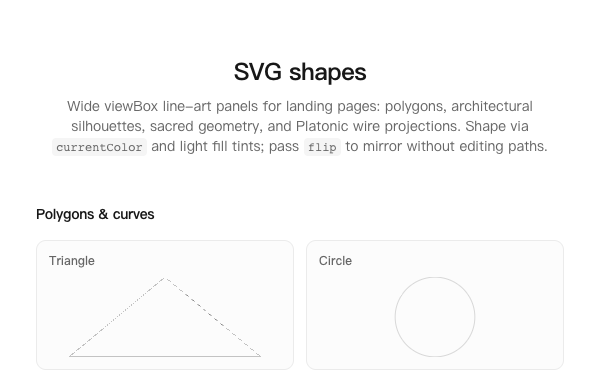 SVG shapes
Wide viewBox line-art panels for landing pages: polygons, architectural
silhouettes, sacred geometry, and Platonic wire projections. Shape via
currentColor and light fill tints; pass flip to mirror without editing paths.
Polygons & curves
Triangle
Circle